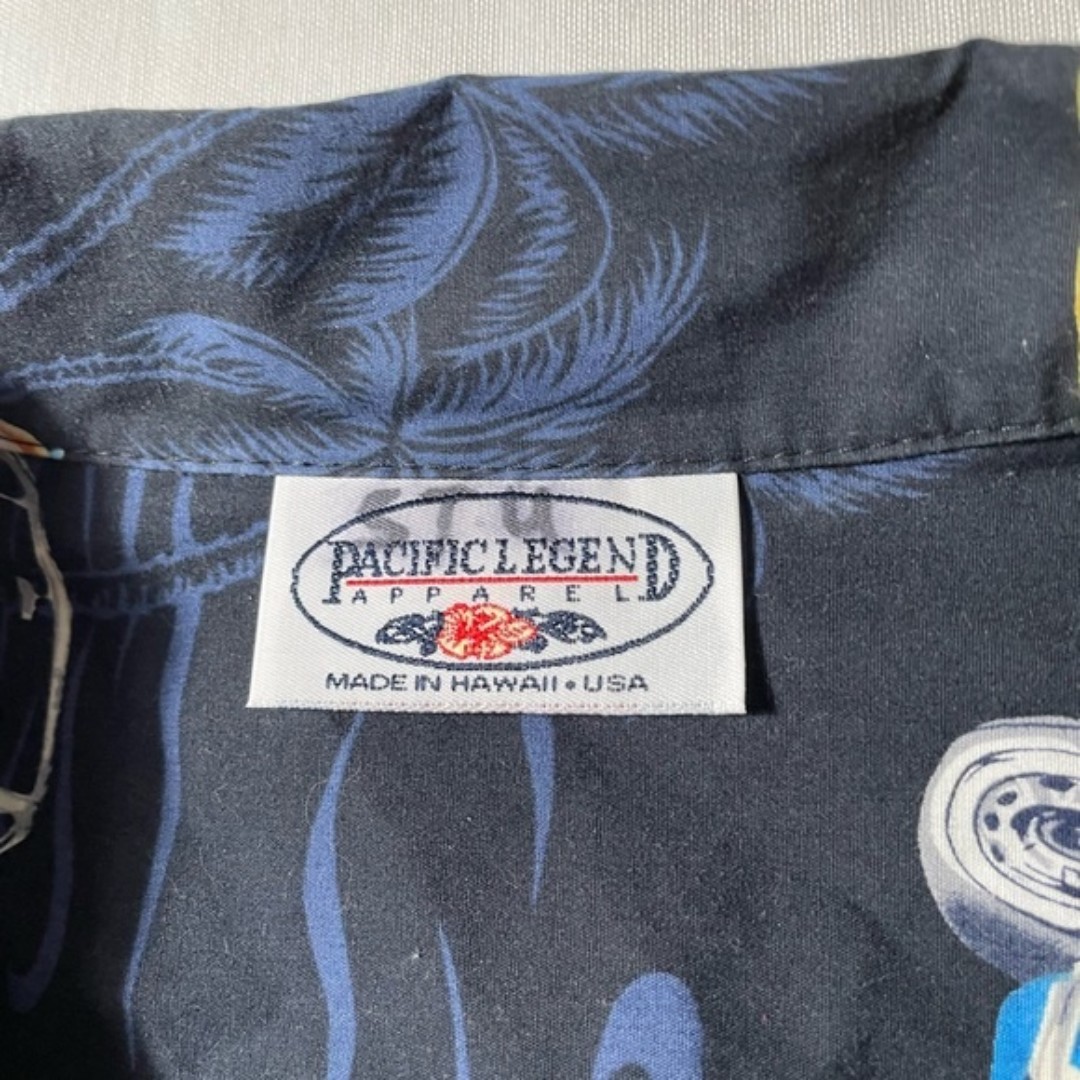 PACIFIC LEGEND
APPAREL
MADE IN HAWAII • USA